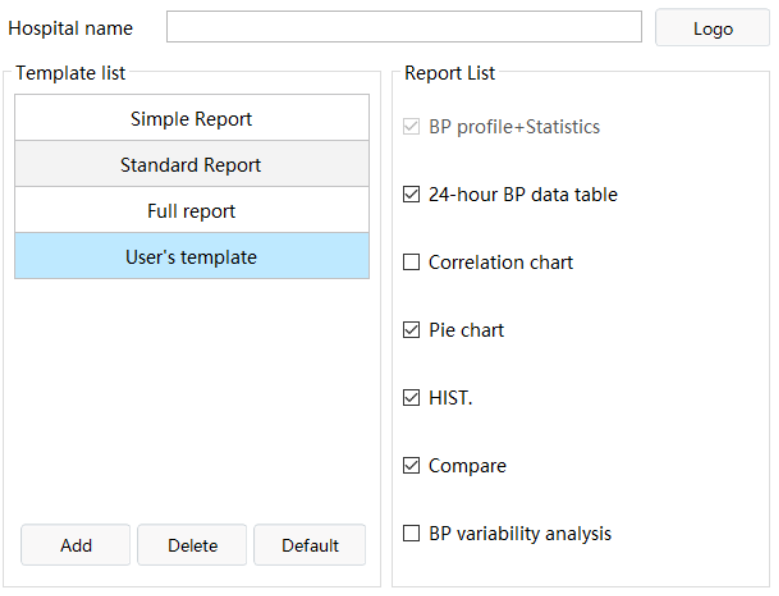 Hospital name
Logo
Template list
Simple Report
Standard Report
Full report
User's template
Add
Delete
Default
Report List
BP profile+Statistics
24-hour BP data table
Correlation chart
Pie chart
HIST.
Compare
BP variability analysis